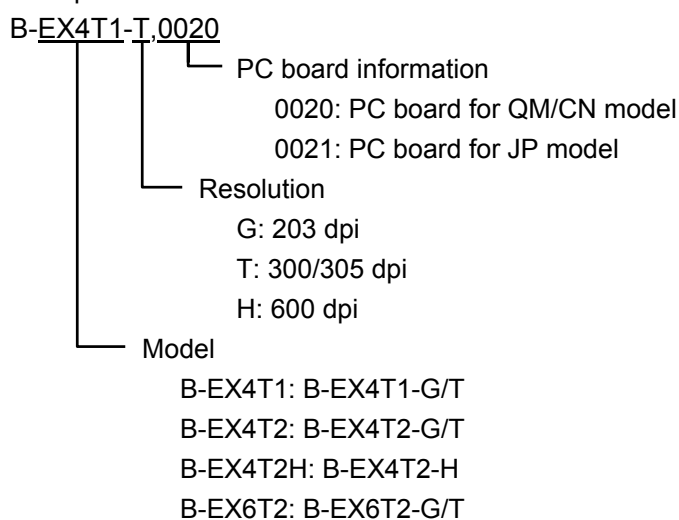 B-EX4T1-T,0020
PC board information
0020: PC board for QM/CN model
0021: PC board for JP model
Resolution
G: 203 dpi
T: 300/305 dpi
H: 600 dpi
Model
B-EX4T1: B-EX4T1-G/T
B-EX4T2: B-EX4T2-G/T
B-EX4T2H: B-EX4T2-H
B-EX6T2: B-EX6T2-G/T